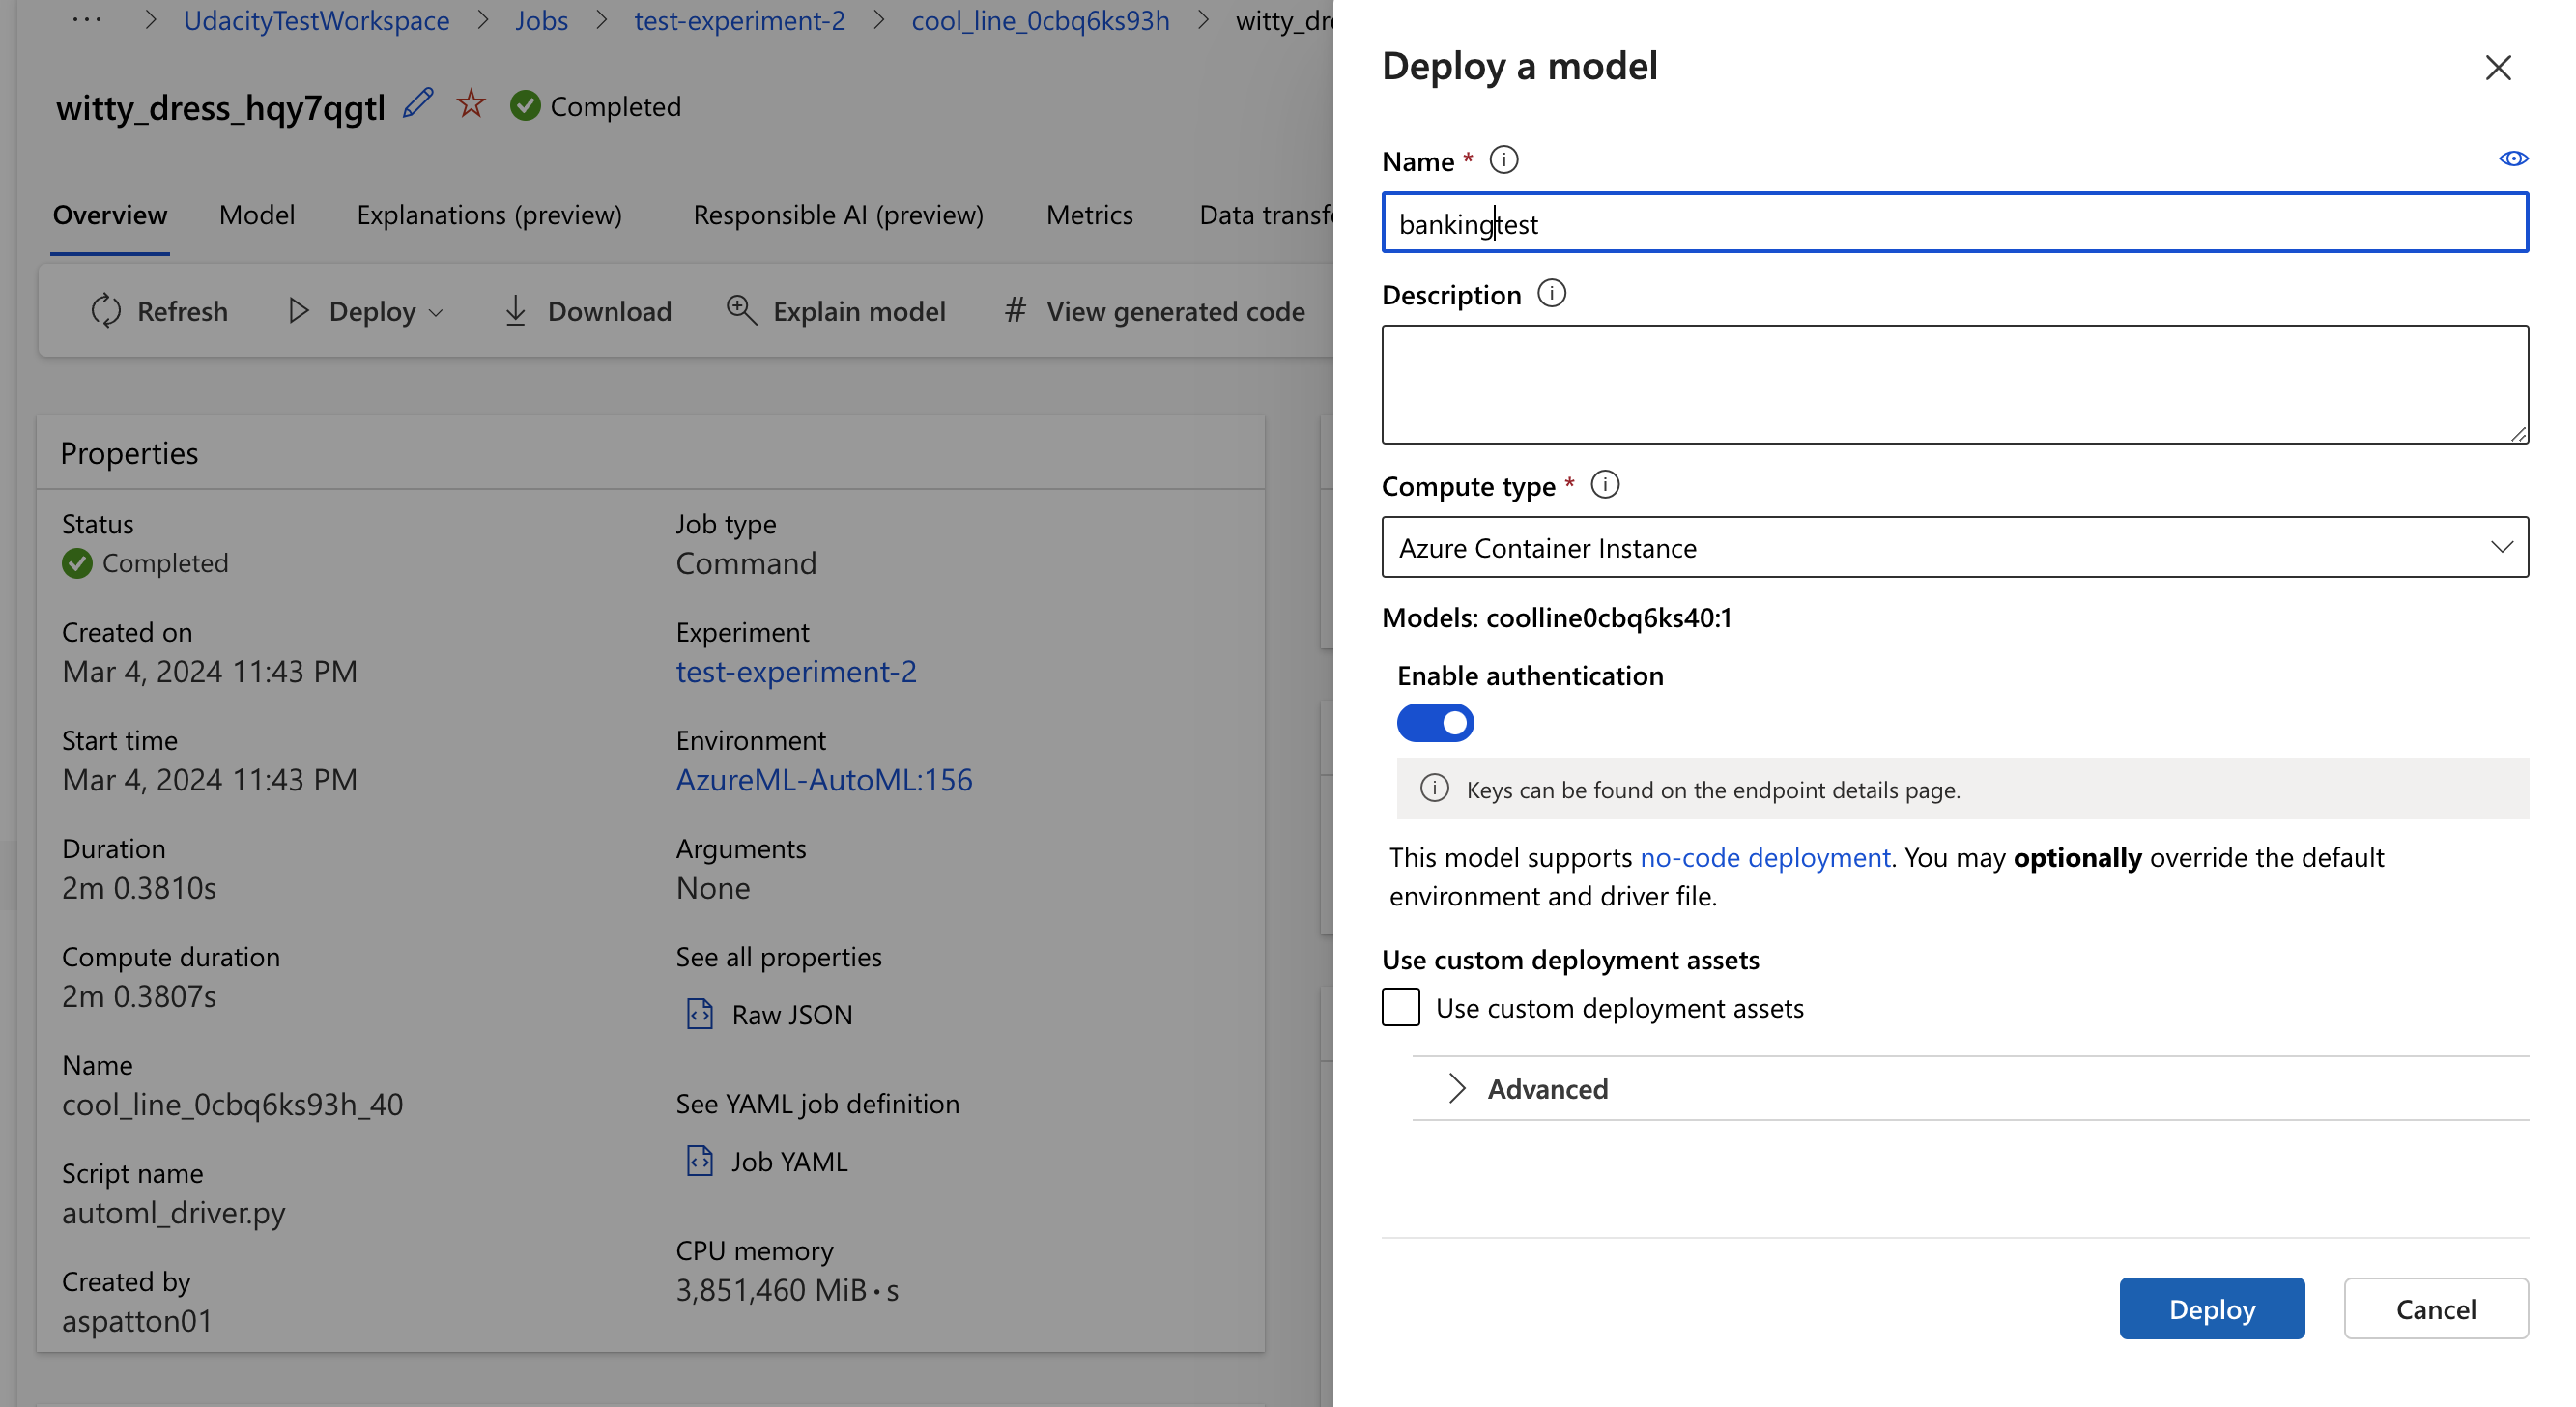 ··· > UdacityTestWorkspace > Jobs > test-experiment-2 > cool_line_0cbq6ks93h >
witty_dress_hqy7qgtl Completed
Overview Model Explanations (preview) Responsible AI (preview) Metrics Data
Refresh Deploy Download Explain model # View generated code
Properties
Status
Completed
Created on
Mar 4, 2024 11:43 PM
Start time
Mar 4, 2024 11:43 PM
Duration
2m 0.3810s
Compute duration
2m 0.3807s
Name
cool_line_0cbq6ks93h_40
Script name
automl_driver.py
Created by
aspatton01
Job type
Command
Experiment
test-experiment-2
Environment
AzureML-AutoML:156
Arguments
None
See all properties
Raw JSON
See YAML job definition
Job YAML
CPU memory
3,851,460 MiB·s
Deploy a model
Name *
bankingtest
Description
Compute type *
Azure Container Instance
Models: coolline0cbq6ks40:1
Enable authentication
Keys can be found on the endpoint details page.
This model supports no-code deployment. You may optionally override the default
environment and driver file.
Use custom deployment assets
Use custom deployment assets
Advanced
Deploy Cancel